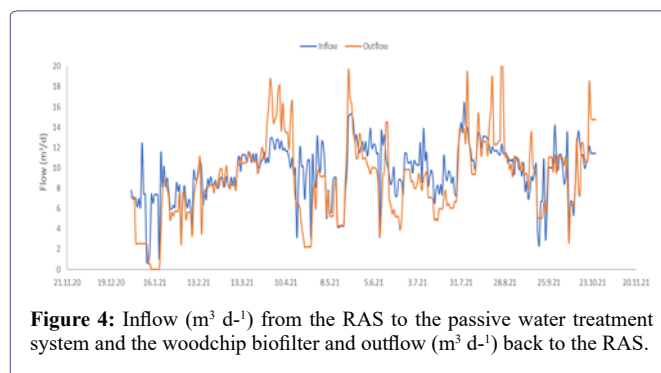 Inflow Outflow
20
18
16
14
12
10
8
6
4
2
0
Flow (m³/d)
21.11.20 19.12.20 16.1.21 13.2.21 13.3.21 10.4.21 8.5.21 5.6.21 3.7.21 31.7.21 28.8.21 25.9.21 23.10.21 20.11.21
Figure 4: Inflow (m³ d-¹) from the RAS to the passive water treatment
system and the woodchip biofilter and outflow (m³ d-¹) back to the RAS.